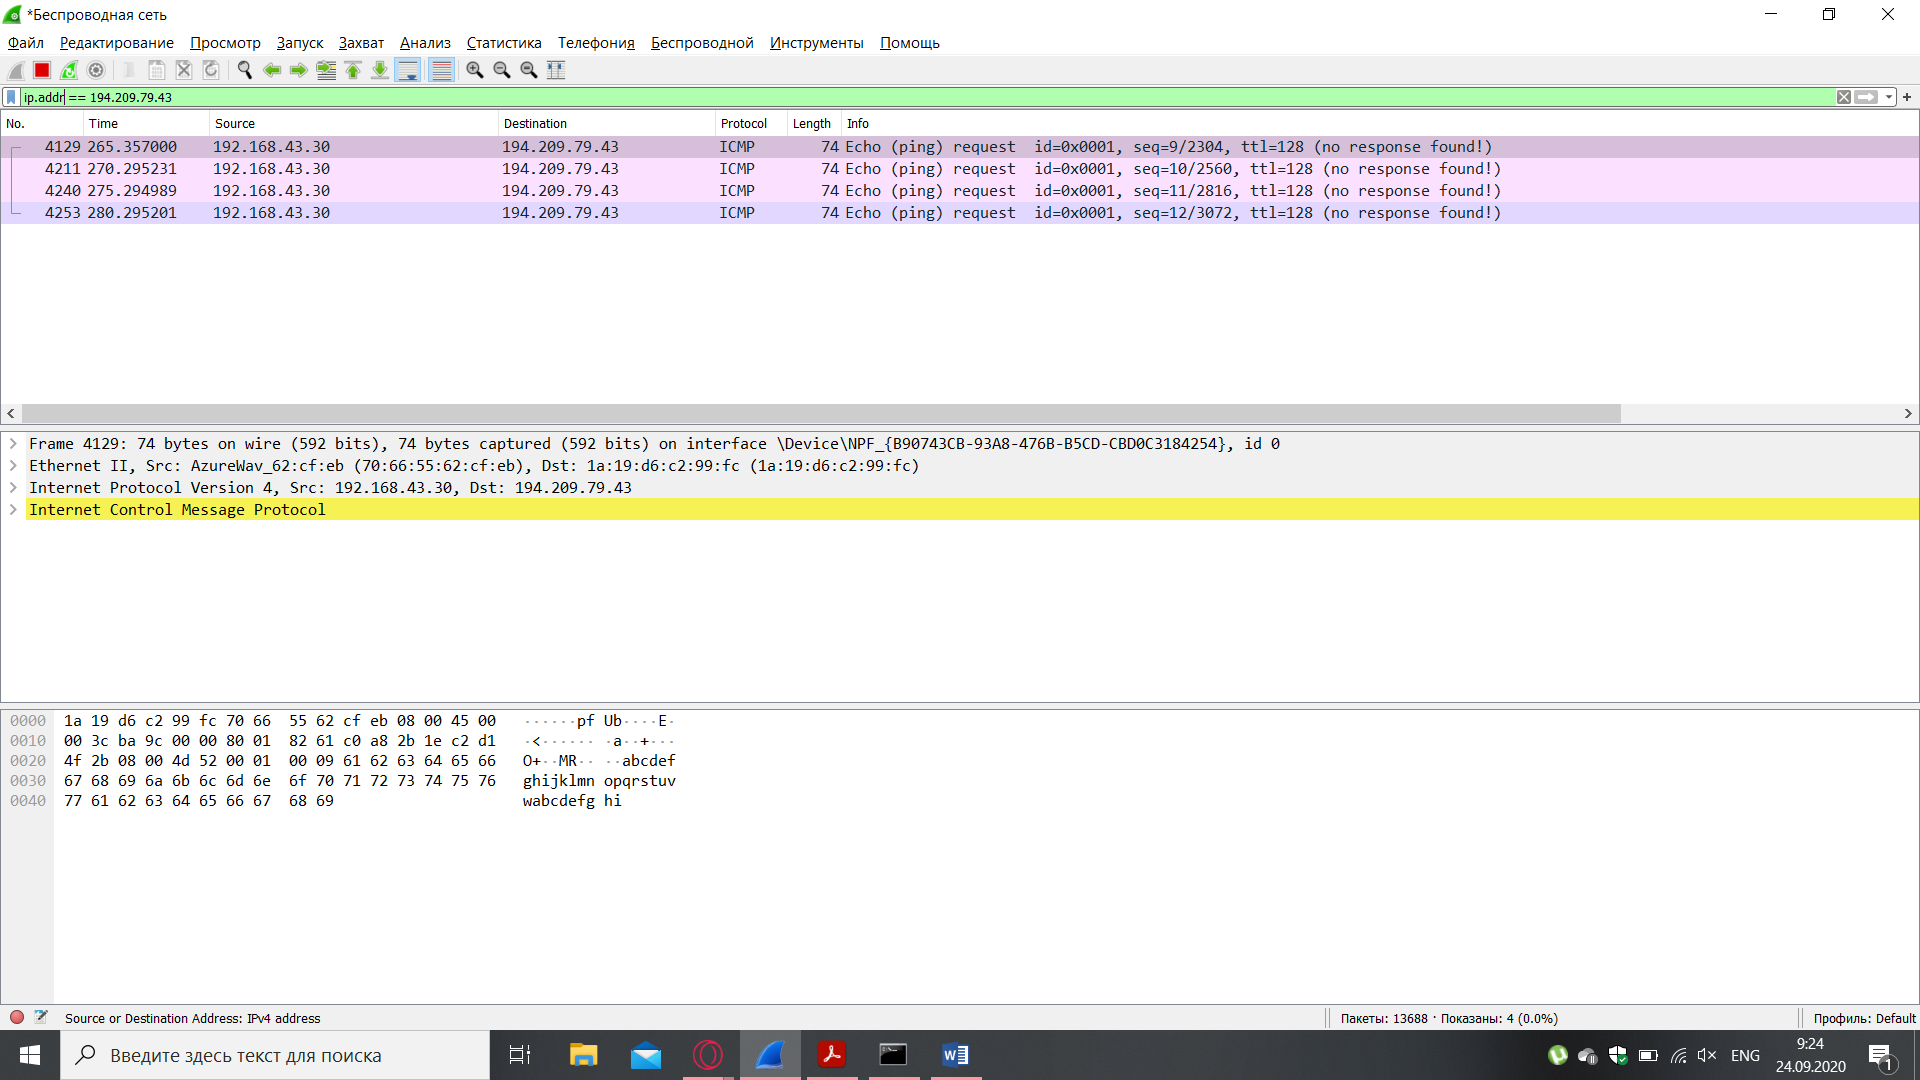 *Беспроводная сеть
Файл Редактирование Просмотр Запуск Захват Анализ Статистика Телефония Беспроводной Инструменты Помощь
ip.addr == 194.209.79.43
No. Time Source Destination Protocol Length Info
4129 265.357000 192.168.43.30 194.209.79.43 ICMP 74 Echo (ping) request id=0x0001, seq=9/2304, ttl=128 (no response found!)
4211 270.295231 192.168.43.30 194.209.79.43 ICMP 74 Echo (ping) request id=0x0001, seq=10/2560, ttl=128 (no response found!)
4240 275.294989 192.168.43.30 194.209.79.43 ICMP 74 Echo (ping) request id=0x0001, seq=11/2816, ttl=128 (no response found!)
4253 280.295201 192.168.43.30 194.209.79.43 ICMP 74 Echo (ping) request id=0x0001, seq=12/3072, ttl=128 (no response found!)
Frame 4129: 74 bytes on wire (592 bits), 74 bytes captured (592 bits) on interface \Device\NPF_{B90743CB-93A8-476B-B5CD-CBD0C3184254}, id 0
Ethernet II, Src: AzureWav_62:cf:eb (70:66:55:62:cf:eb), Dst: 1a:19:d6:c2:99:fc (1a:19:d6:c2:99:fc)
Internet Protocol Version 4, Src: 192.168.43.30, Dst: 194.209.79.43
Internet Control Message Protocol
0000 1a 19 d6 c2 99 fc 70 66 55 62 cf eb 08 00 45 00 ······pf Ub····E·
0010 00 3c ba 9c 00 00 80 01 82 61 c0 a8 2b 1e c2 d1 ·<······ ·a··+···
0020 4f 2b 08 00 4d 52 00 01 00 09 61 62 63 64 65 66 O+··MR·· ··abcdef
0030 67 68 69 6a 6b 6c 6d 6e 6f 70 71 72 73 74 75 76 ghijklmn opqrstuv
0040 77 61 62 63 64 65 66 67 68 69 wabcdefg hi
Source or Destination Address: IPv4 address Пакеты: 13688 · Показаны: 4 (0.0%) Профиль: Default
Введите здесь текст для поиска
ENG
9:24
24.09.2020
1